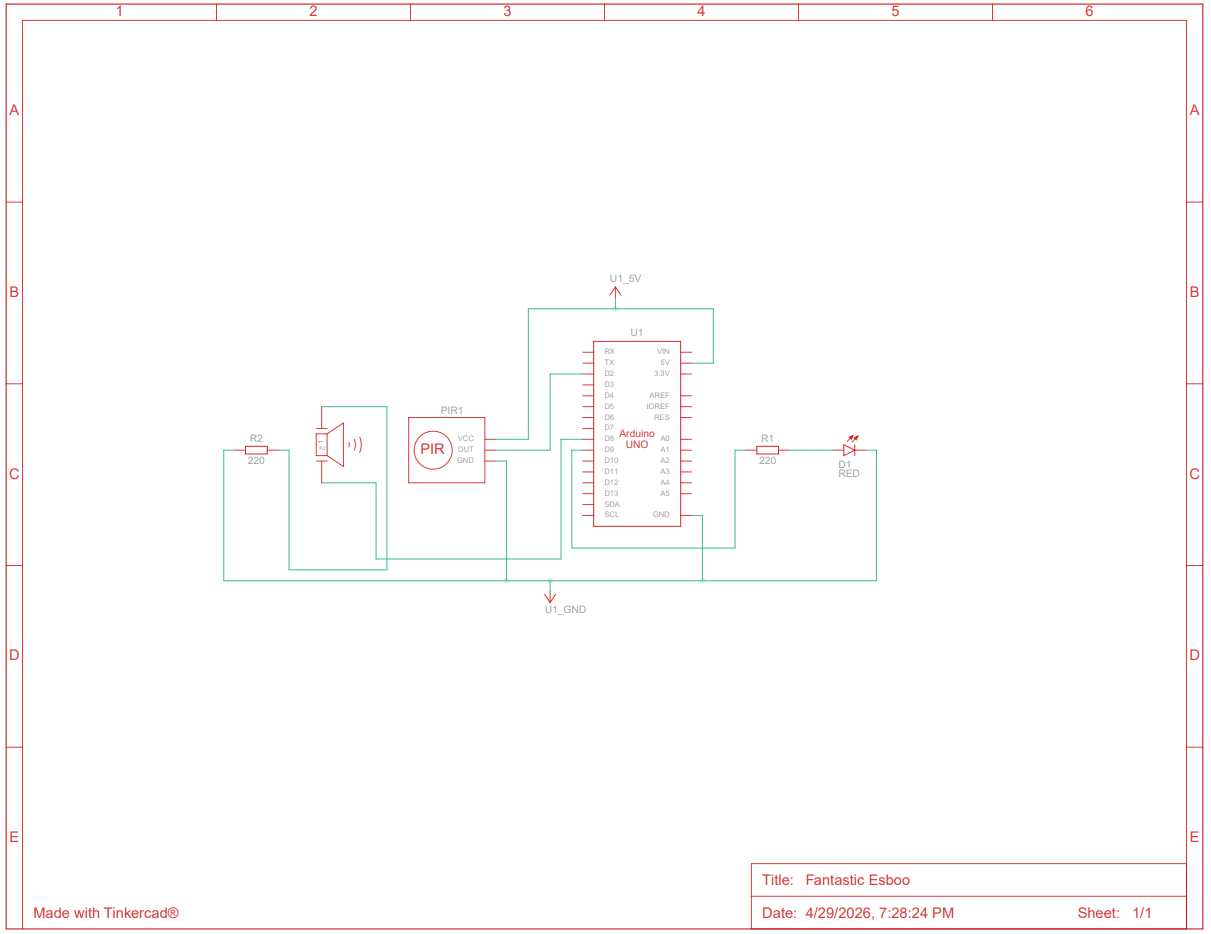 1 2 3 4 5 6
A A
U1_5V
B B
U1
RX VIN
TX 5V
D2 3.3V
D3
D4 AREF
D5 IOREF
D6 RES
D7
D8 A0
D9 A1
D10 A2
D11 A3
D12 A4
D13 A5
SDA
SCL GND
Arduino
UNO
PIR1
PIR
VCC
OUT
GND
R2
220
1 2
R1
220
D1
RED
C C
U1_GND
D D
E E
Title: Fantastic Esboo
Made with Tinkercad®
Date: 4/29/2026, 7:28:24 PM Sheet: 1/1